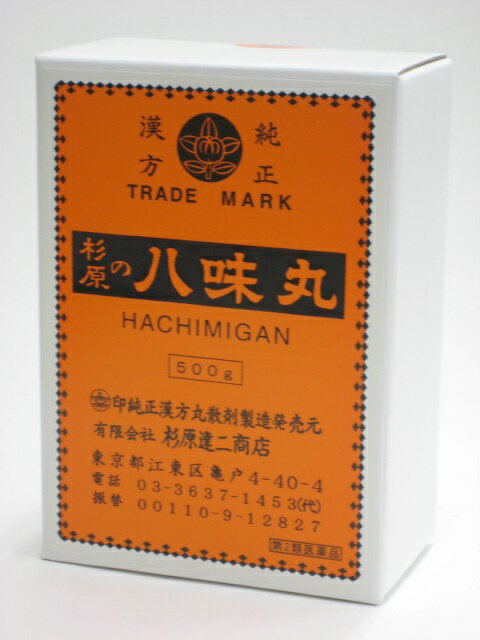 純正
漢方
TRADE MARK
杉原の八味丸
HACHIMIGAN
500g
印純正漢方丸散剤製造発売元
有限会社 杉原達二商店
東京都江東区亀戸4-40-4
電話 03-3637-1453(代)
振替 00110-9-12827
第2類医薬品